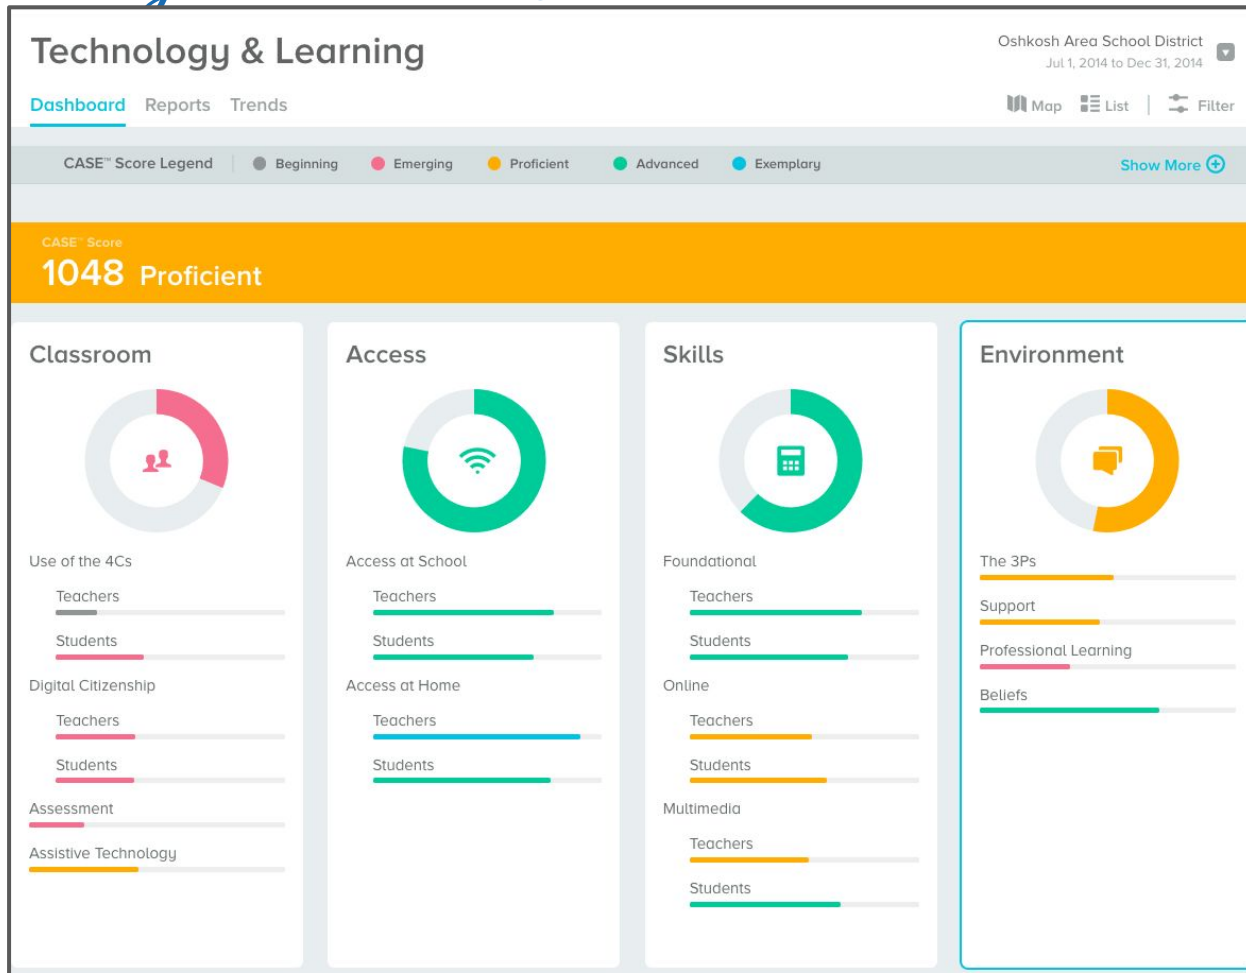 Technology & Learning
Oshkosh Area School District
Jul 1, 2014 to Dec 31, 2014
Dashboard Reports Trends
Map List | Filter
CASE™ Score Legend Beginning Emerging Proficient Advanced Exemplary Show More
CASE™ Score
1048 Proficient
Classroom
Use of the 4Cs
Teachers
Students
Digital Citizenship
Teachers
Students
Assessment
Assistive Technology
Access
Access at School
Teachers
Students
Access at Home
Teachers
Students
Skills
Foundational
Teachers
Students
Online
Teachers
Students
Multimedia
Teachers
Students
Environment
The 3Ps
Support
Professional Learning
Beliefs